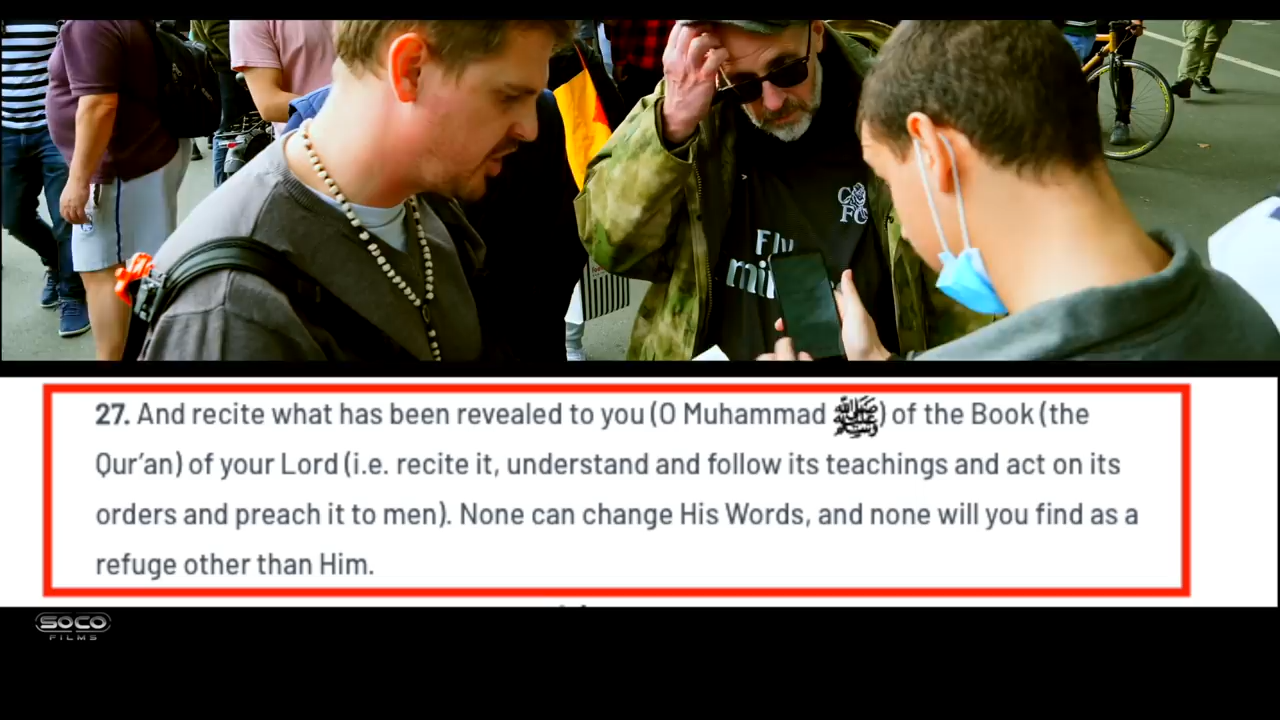 CFC
27. And recite what has been revealed to you (O Muhammad ﷺ) of the Book (the
Qur’an) of your Lord (i.e. recite it, understand and follow its teachings and act on its
orders and preach it to men). None can change His Words, and none will you find as a
refuge other than Him.
SOCO
FILMS